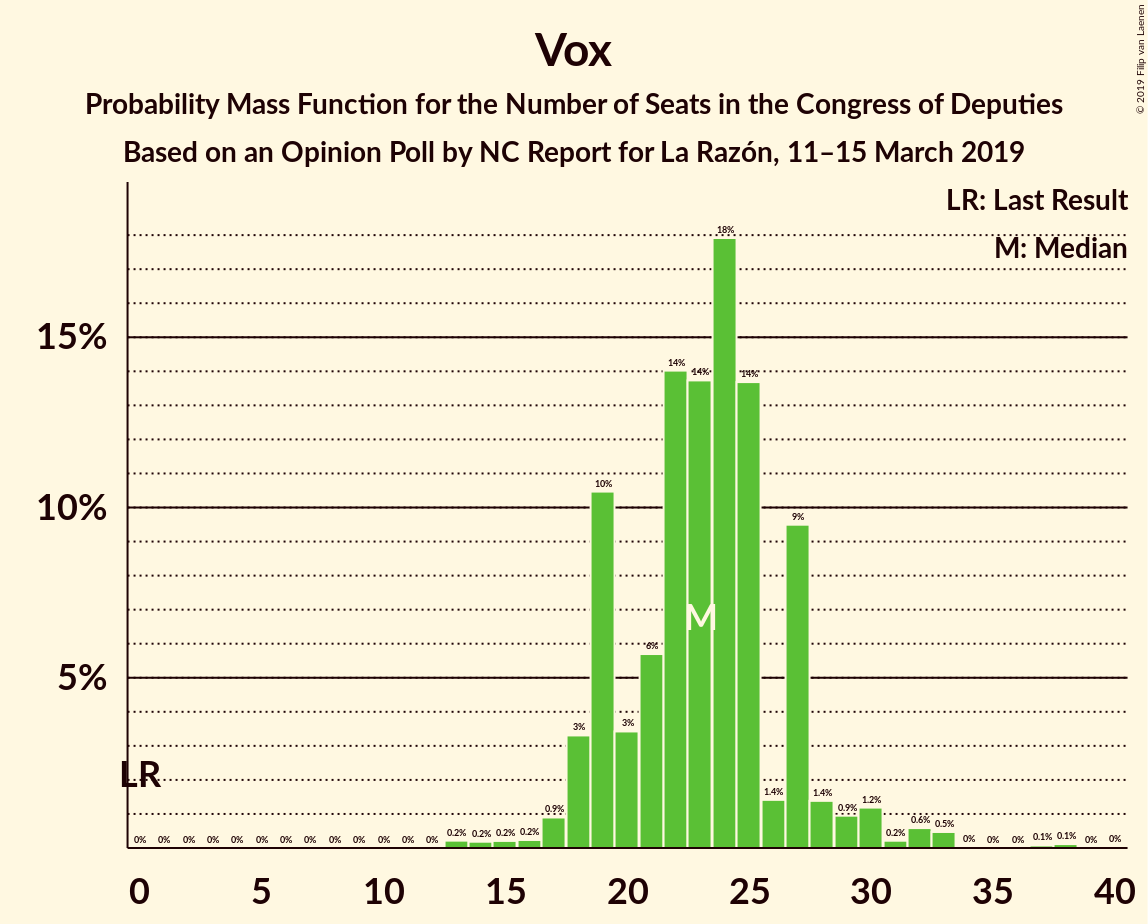 Vox
Probability Mass Function for the Number of Seats in the Congress of Deputies
Based on an Opinion Poll by NC Report for La Razón, 11–15 March 2019
© 2019 Filip van Laenen
LR: Last Result
M: Median
15%
10%
5%
0% 0% 0% 0% 0% 0% 0% 0% 0% 0% 0% 0% 0% 0.2% 0.2% 0.2% 0.2% 0.9% 3% 10% 3% 6% 14% 14% 18% 14% 1.4% 9% 1.4% 0.9% 1.2% 0.2% 0.6% 0.5% 0% 0% 0% 0.1% 0.1% 0% 0%
M
LR
0 5 10 15 20 25 30 35 40